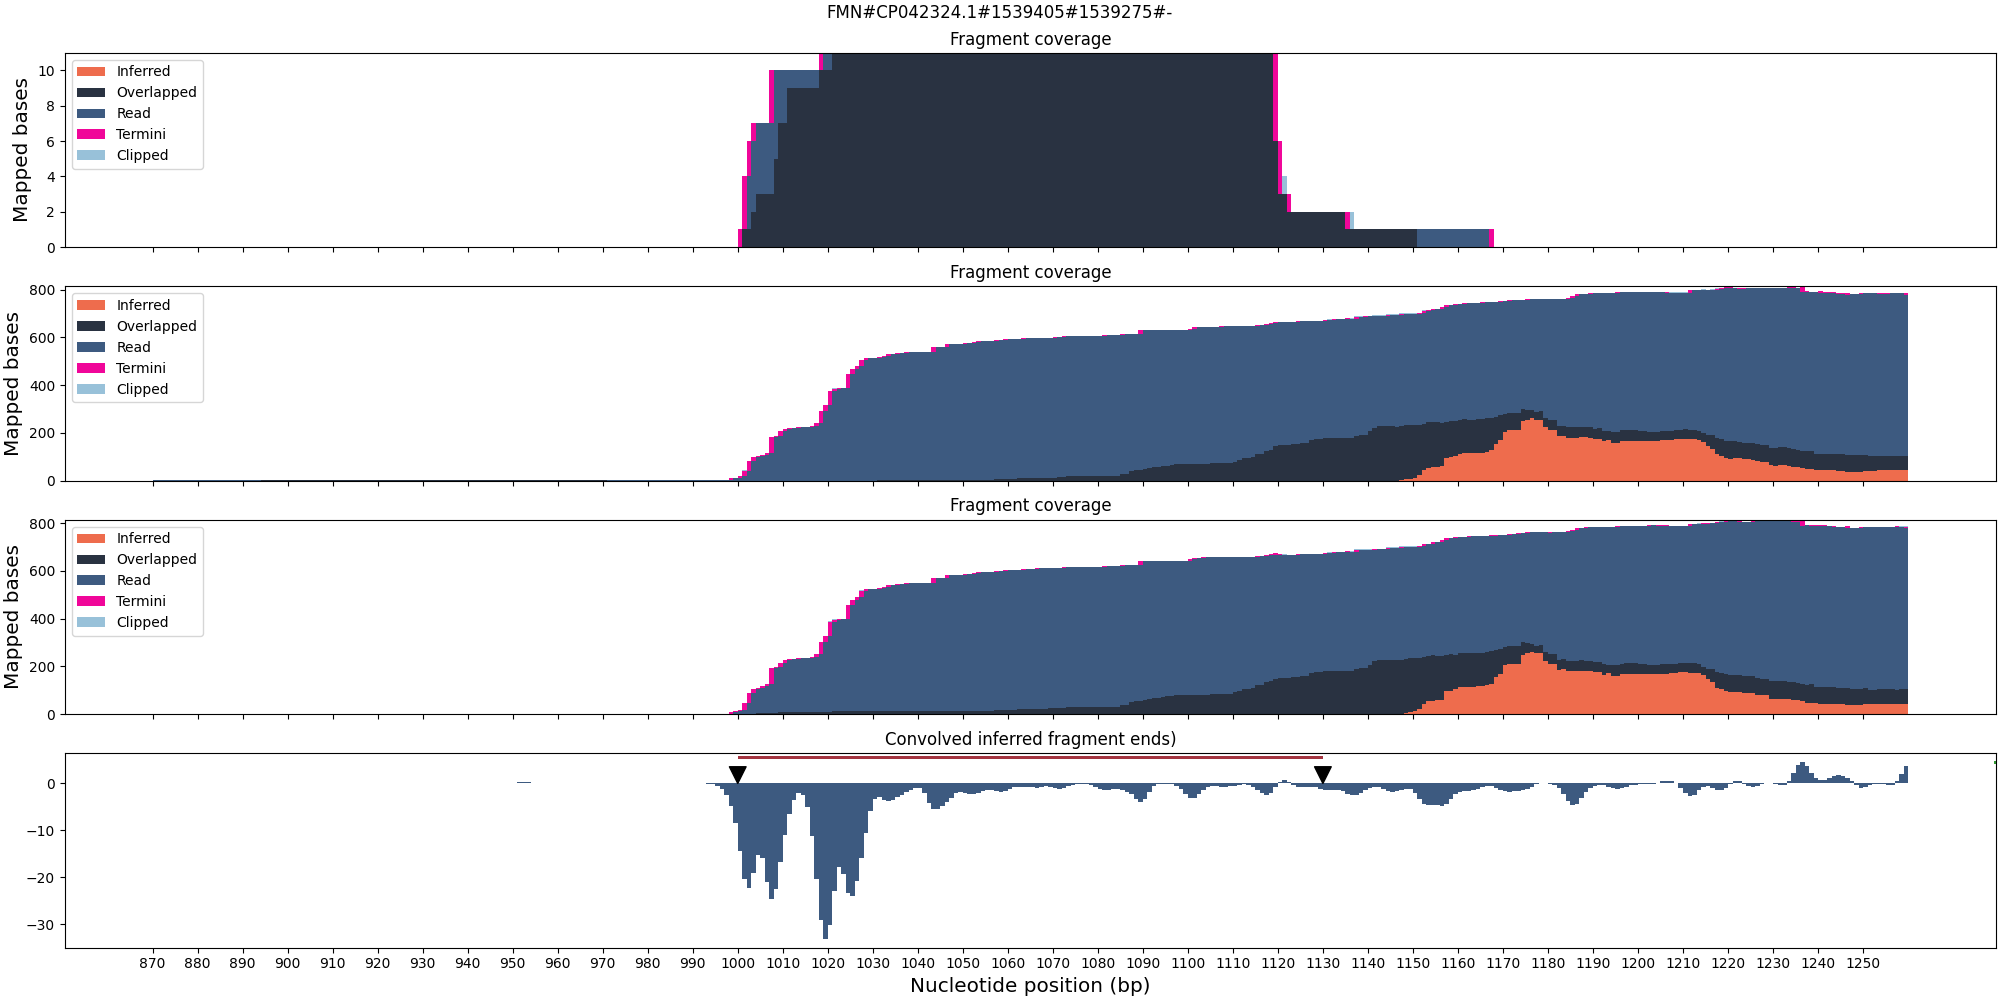 FMN#CP042324.1#1539405#1539275#-
Fragment coverage
Mapped bases
10
8
6
4
2
0
Inferred
Overlapped
Read
Termini
Clipped
Fragment coverage
Mapped bases
800
600
400
200
0
Inferred
Overlapped
Read
Termini
Clipped
Fragment coverage
Mapped bases
800
600
400
200
0
Inferred
Overlapped
Read
Termini
Clipped
Convolved inferred fragment ends)
0
−10
−20
−30
870 880 890 900 910 920 930 940 950 960 970 980 990 1000 1010 1020 1030 1040 1050 1060 1070 1080 1090 1100 1110 1120 1130 1140 1150 1160 1170 1180 1190 1200 1210 1220 1230 1240 1250
Nucleotide position (bp)